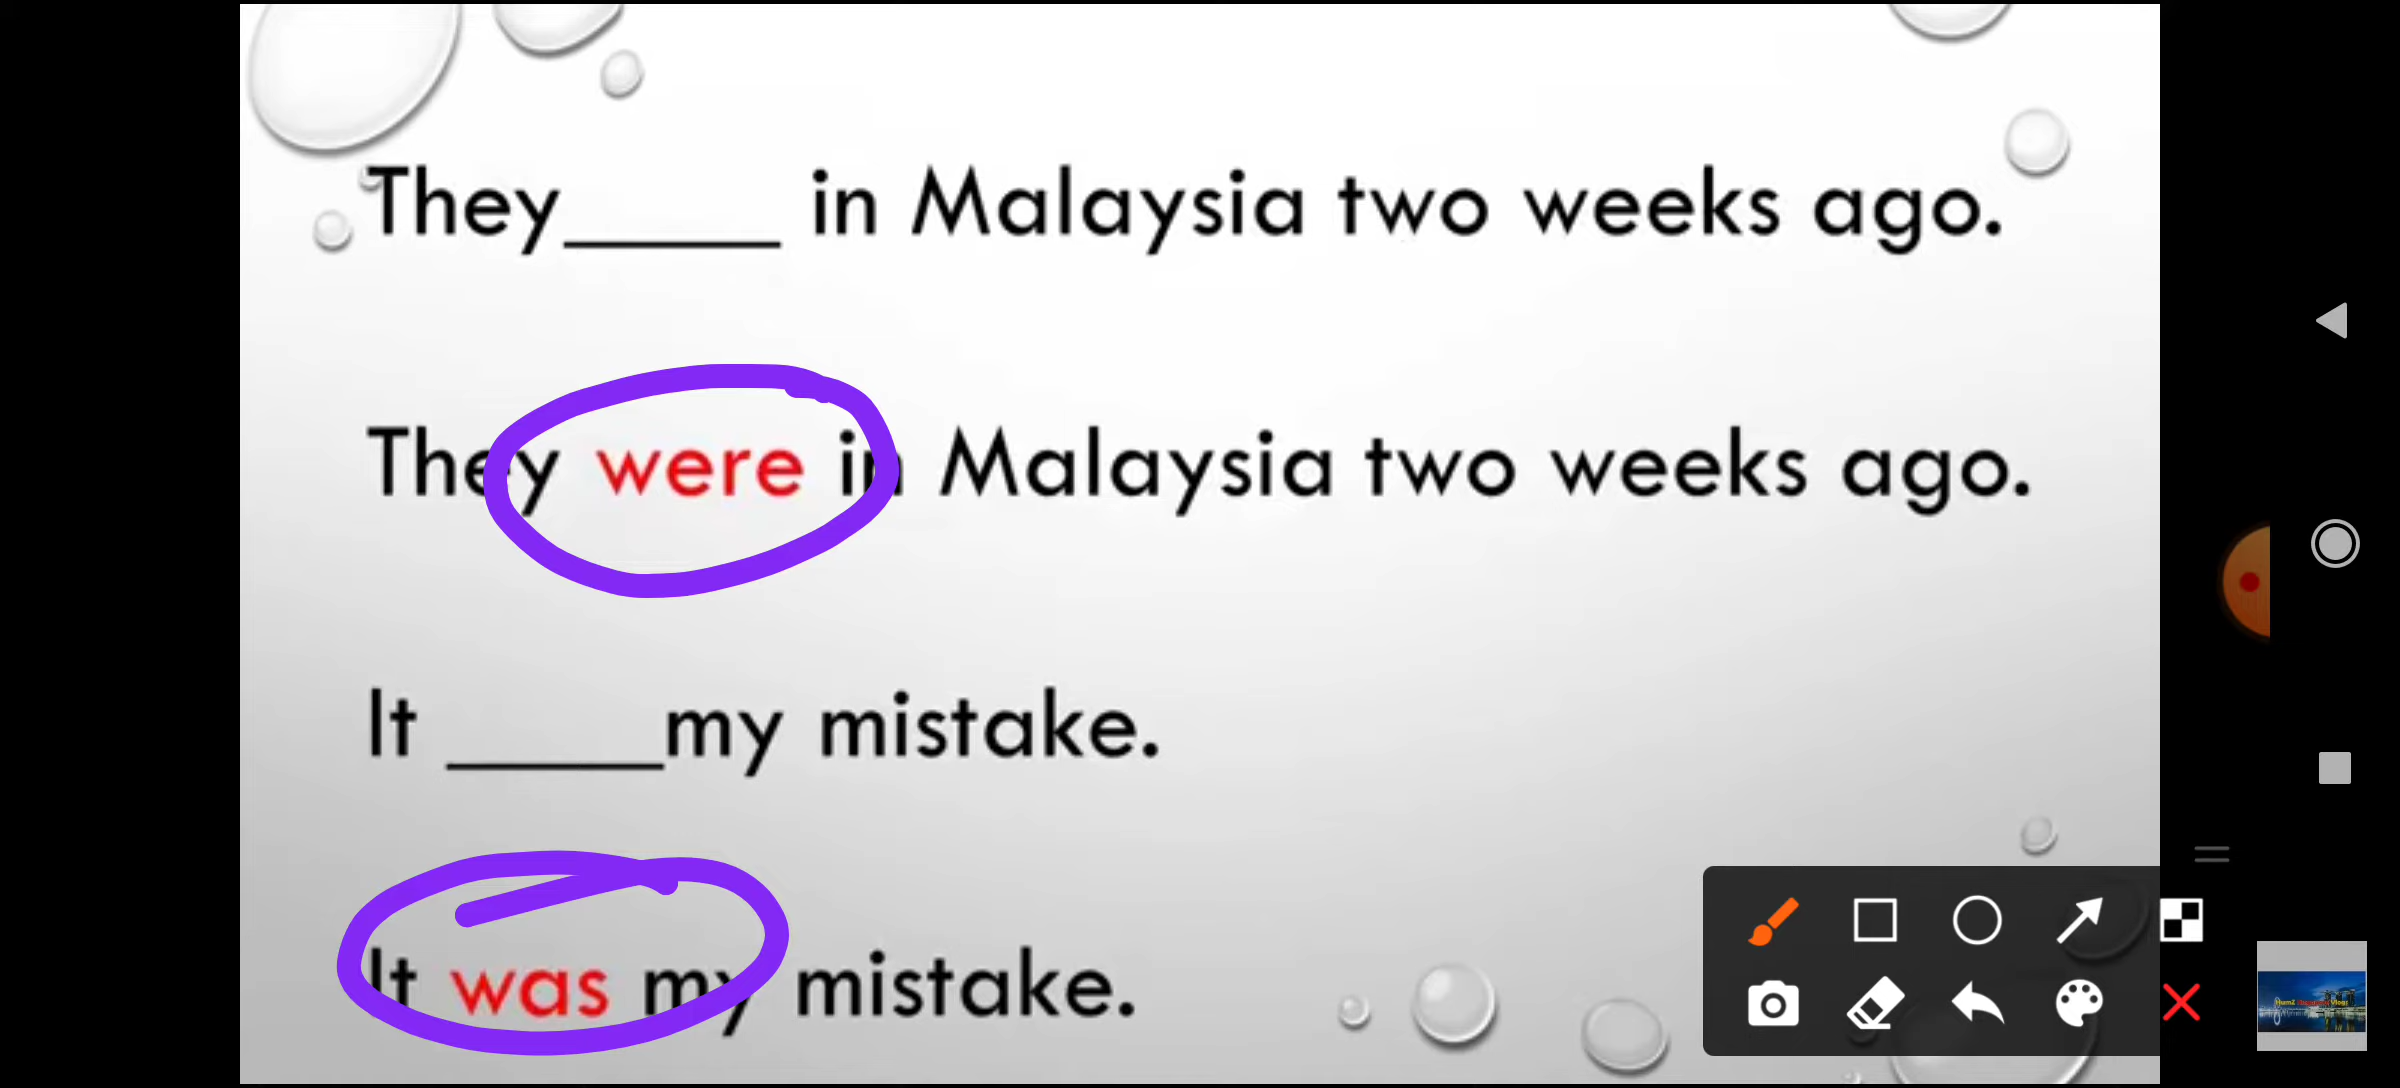 They_____ in Malaysia two weeks ago.
They were in Malaysia two weeks ago.
It _____my mistake.
It was my mistake.